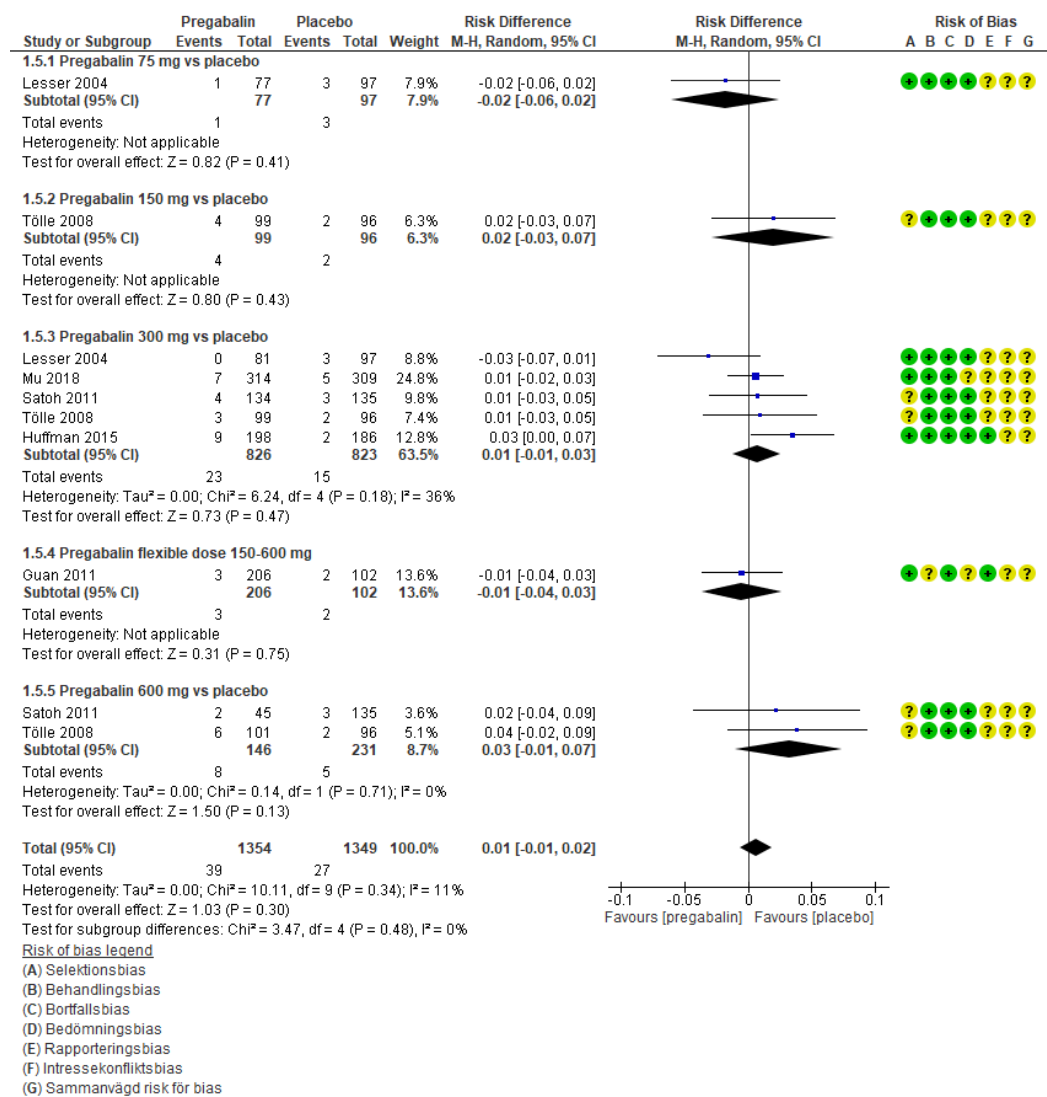 Pregabalin Placebo Risk Difference Risk Difference Risk of Bias
Study or Subgroup Events Total Events Total Weight M-H, Random, 95% CI M-H, Random, 95% CI A B C D E F G
1.5.1 Pregabalin 75 mg vs placebo
Lesser 2004 1 77 3 97 7.9% -0.02 [-0.06, 0.02] + + + + ? ? ?
Subtotal (95% CI) 77 97 7.9% -0.02 [-0.06, 0.02]
Total events 1 3
Heterogeneity: Not applicable
Test for overall effect: Z = 0.82 (P = 0.41)
1.5.2 Pregabalin 150 mg vs placebo
Tölle 2008 4 99 2 96 6.3% 0.02 [-0.03, 0.07] ? + + + ? ? ?
Subtotal (95% CI) 99 96 6.3% 0.02 [-0.03, 0.07]
Total events 4 2
Heterogeneity: Not applicable
Test for overall effect: Z = 0.80 (P = 0.43)
1.5.3 Pregabalin 300 mg vs placebo
Lesser 2004 0 81 3 97 8.8% -0.03 [-0.07, 0.01] + + + + ? ? ?
Mu 2018 7 314 5 309 24.8% 0.01 [-0.02, 0.03] + + + ? ? ? ?
Satoh 2011 4 134 3 135 9.8% 0.01 [-0.03, 0.05] ? + + + ? ? ?
Tölle 2008 3 99 2 96 7.4% 0.01 [-0.03, 0.05] ? + + + ? ? ?
Huffman 2015 9 198 2 186 12.8% 0.03 [0.00, 0.07] + + + + + ? ?
Subtotal (95% CI) 826 823 63.5% 0.01 [-0.01, 0.03]
Total events 23 15
Heterogeneity: Tau² = 0.00; Chi² = 6.24, df = 4 (P = 0.18); I² = 36%
Test for overall effect: Z = 0.73 (P = 0.47)
1.5.4 Pregabalin flexible dose 150-600 mg
Guan 2011 3 206 2 102 13.6% -0.01 [-0.04, 0.03] + ? + ? + ? ?
Subtotal (95% CI) 206 102 13.6% -0.01 [-0.04, 0.03]
Total events 3 2
Heterogeneity: Not applicable
Test for overall effect: Z = 0.31 (P = 0.75)
1.5.5 Pregabalin 600 mg vs placebo
Satoh 2011 2 45 3 135 3.6% 0.02 [-0.04, 0.09] ? + + + ? ? ?
Tölle 2008 6 101 2 96 5.1% 0.04 [-0.02, 0.09] ? + + + ? ? ?
Subtotal (95% CI) 146 231 8.7% 0.03 [-0.01, 0.07]
Total events 8 5
Heterogeneity: Tau² = 0.00; Chi² = 0.14, df = 1 (P = 0.71); I² = 0%
Test for overall effect: Z = 1.50 (P = 0.13)
Total (95% CI) 1354 1349 100.0% 0.01 [-0.01, 0.02]
Total events 39 27
Heterogeneity: Tau² = 0.00; Chi² = 10.11, df = 9 (P = 0.34); I² = 11%
Test for overall effect: Z = 1.03 (P = 0.30)
Test for subgroup differences: Chi² = 3.47, df = 4 (P = 0.48), I² = 0%
-0.1 -0.05 0 0.05 0.1
Favours [pregabalin] Favours [placebo]
Risk of bias legend
(A) Selektionsbias
(B) Behandlingsbias
(C) Bortfallsbias
(D) Bedömningsbias
(E) Rapporteringsbias
(F) Intressekonfliktsbias
(G) Sammanvägd risk för bias